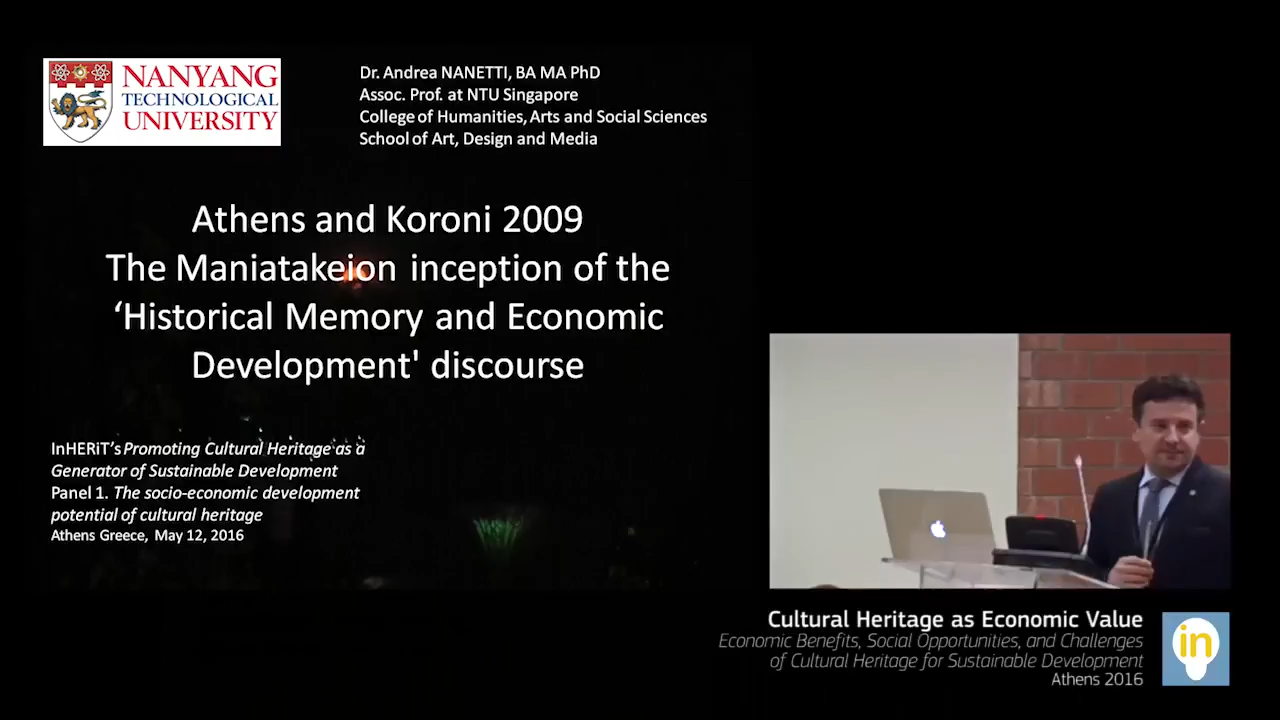 NANYANG
TECHNOLOGICAL
UNIVERSITY
Dr. Andrea NANETTI, BA MA PhD
Assoc. Prof. at NTU Singapore
College of Humanities, Arts and Social Sciences
School of Art, Design and Media
Athens and Koroni 2009
The Maniatakeion inception of the
‘Historical Memory and Economic
Development' discourse
InHERiT’s Promoting Cultural Heritage as a
Generator of Sustainable Development
Panel 1. The socio-economic development
potential of cultural heritage
Athens Greece, May 12, 2016
Cultural Heritage as Economic Value
Economic Benefits, Social Opportunities, and Challenges
of Cultural Heritage for Sustainable Development
Athens 2016
in